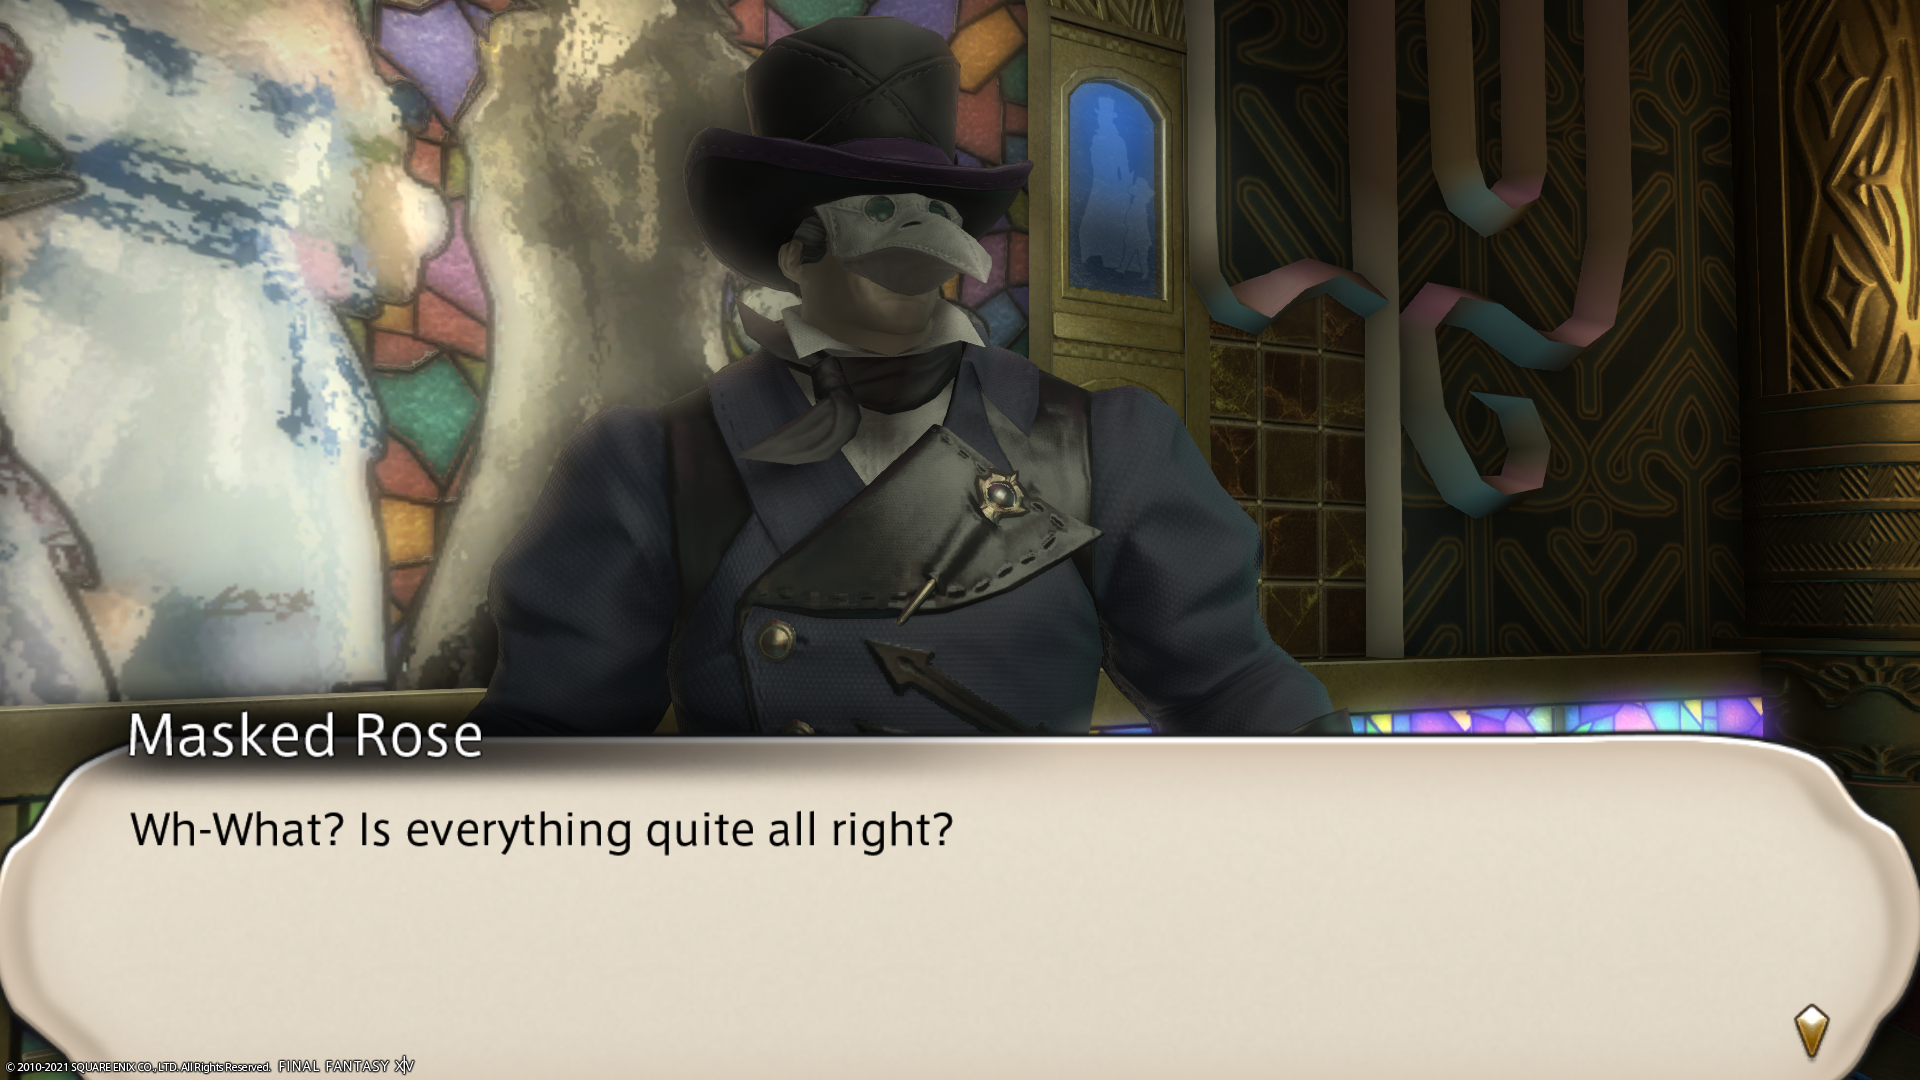 Masked Rose
Wh-What? Is everything quite all right?
© 2010-2021 SQUARE ENIX CO., LTD. All Rights Reserved. FINAL FANTASY XIV